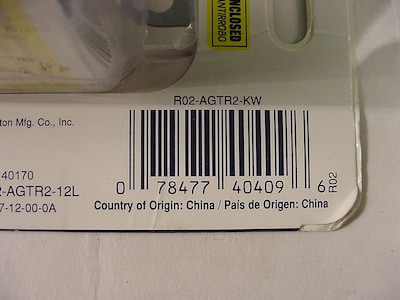 ENCLOSED
ANTIRROBO
R02-AGTR2-KW
ton Mfg. Co., Inc.
40170
2-AGTR2-12L
7-12-00-0A
0 78477 40409 6
R02
Country of Origin: China / País de Origen: China